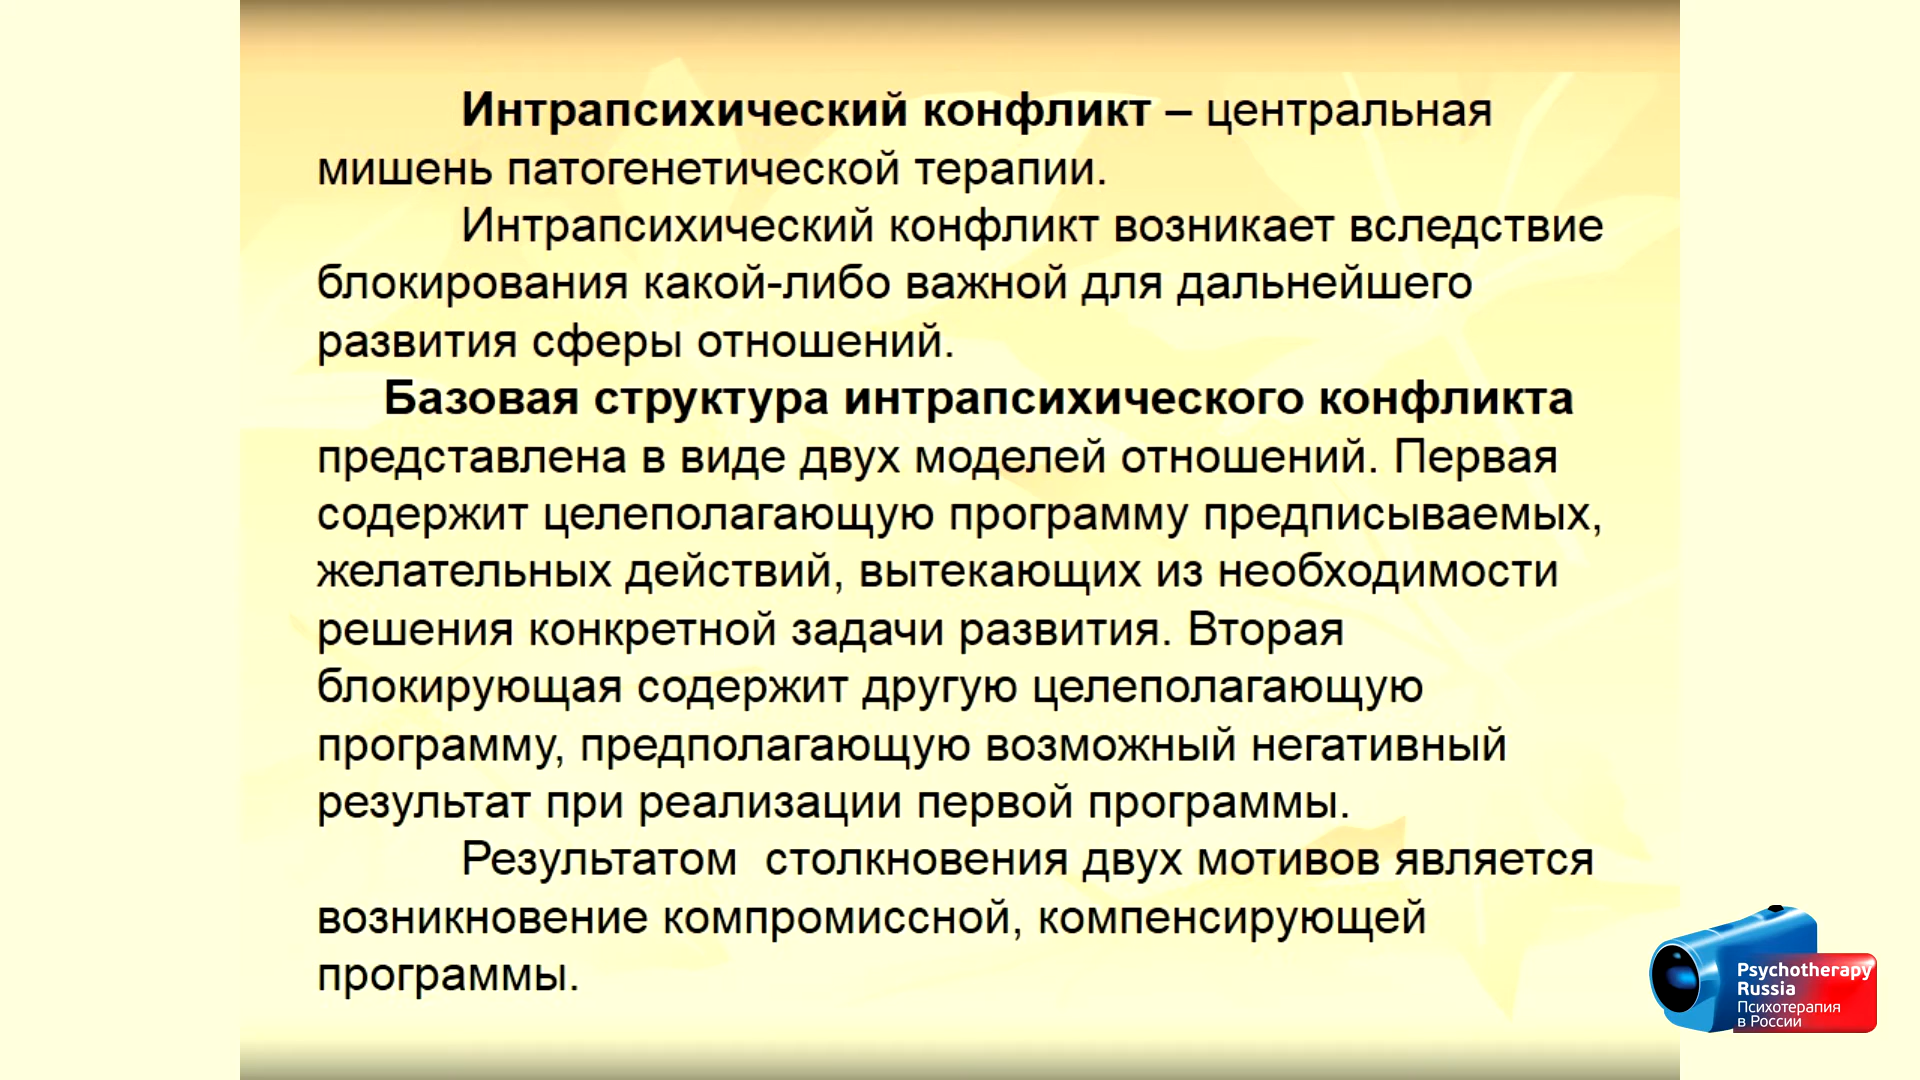 Интрапсихический конфликт – центральная
мишень патогенетической терапии.
Интрапсихический конфликт возникает вследствие
блокирования какой-либо важной для дальнейшего
развития сферы отношений.
Базовая структура интрапсихического конфликта
представлена в виде двух моделей отношений. Первая
содержит целеполагающую программу предписываемых,
желательных действий, вытекающих из необходимости
решения конкретной задачи развития. Вторая
блокирующая содержит другую целеполагающую
программу, предполагающую возможный негативный
результат при реализации первой программы.
Результатом столкновения двух мотивов является
возникновение компромиссной, компенсирующей
программы.
Psychotherapy
Russia
Психотерапия
в России